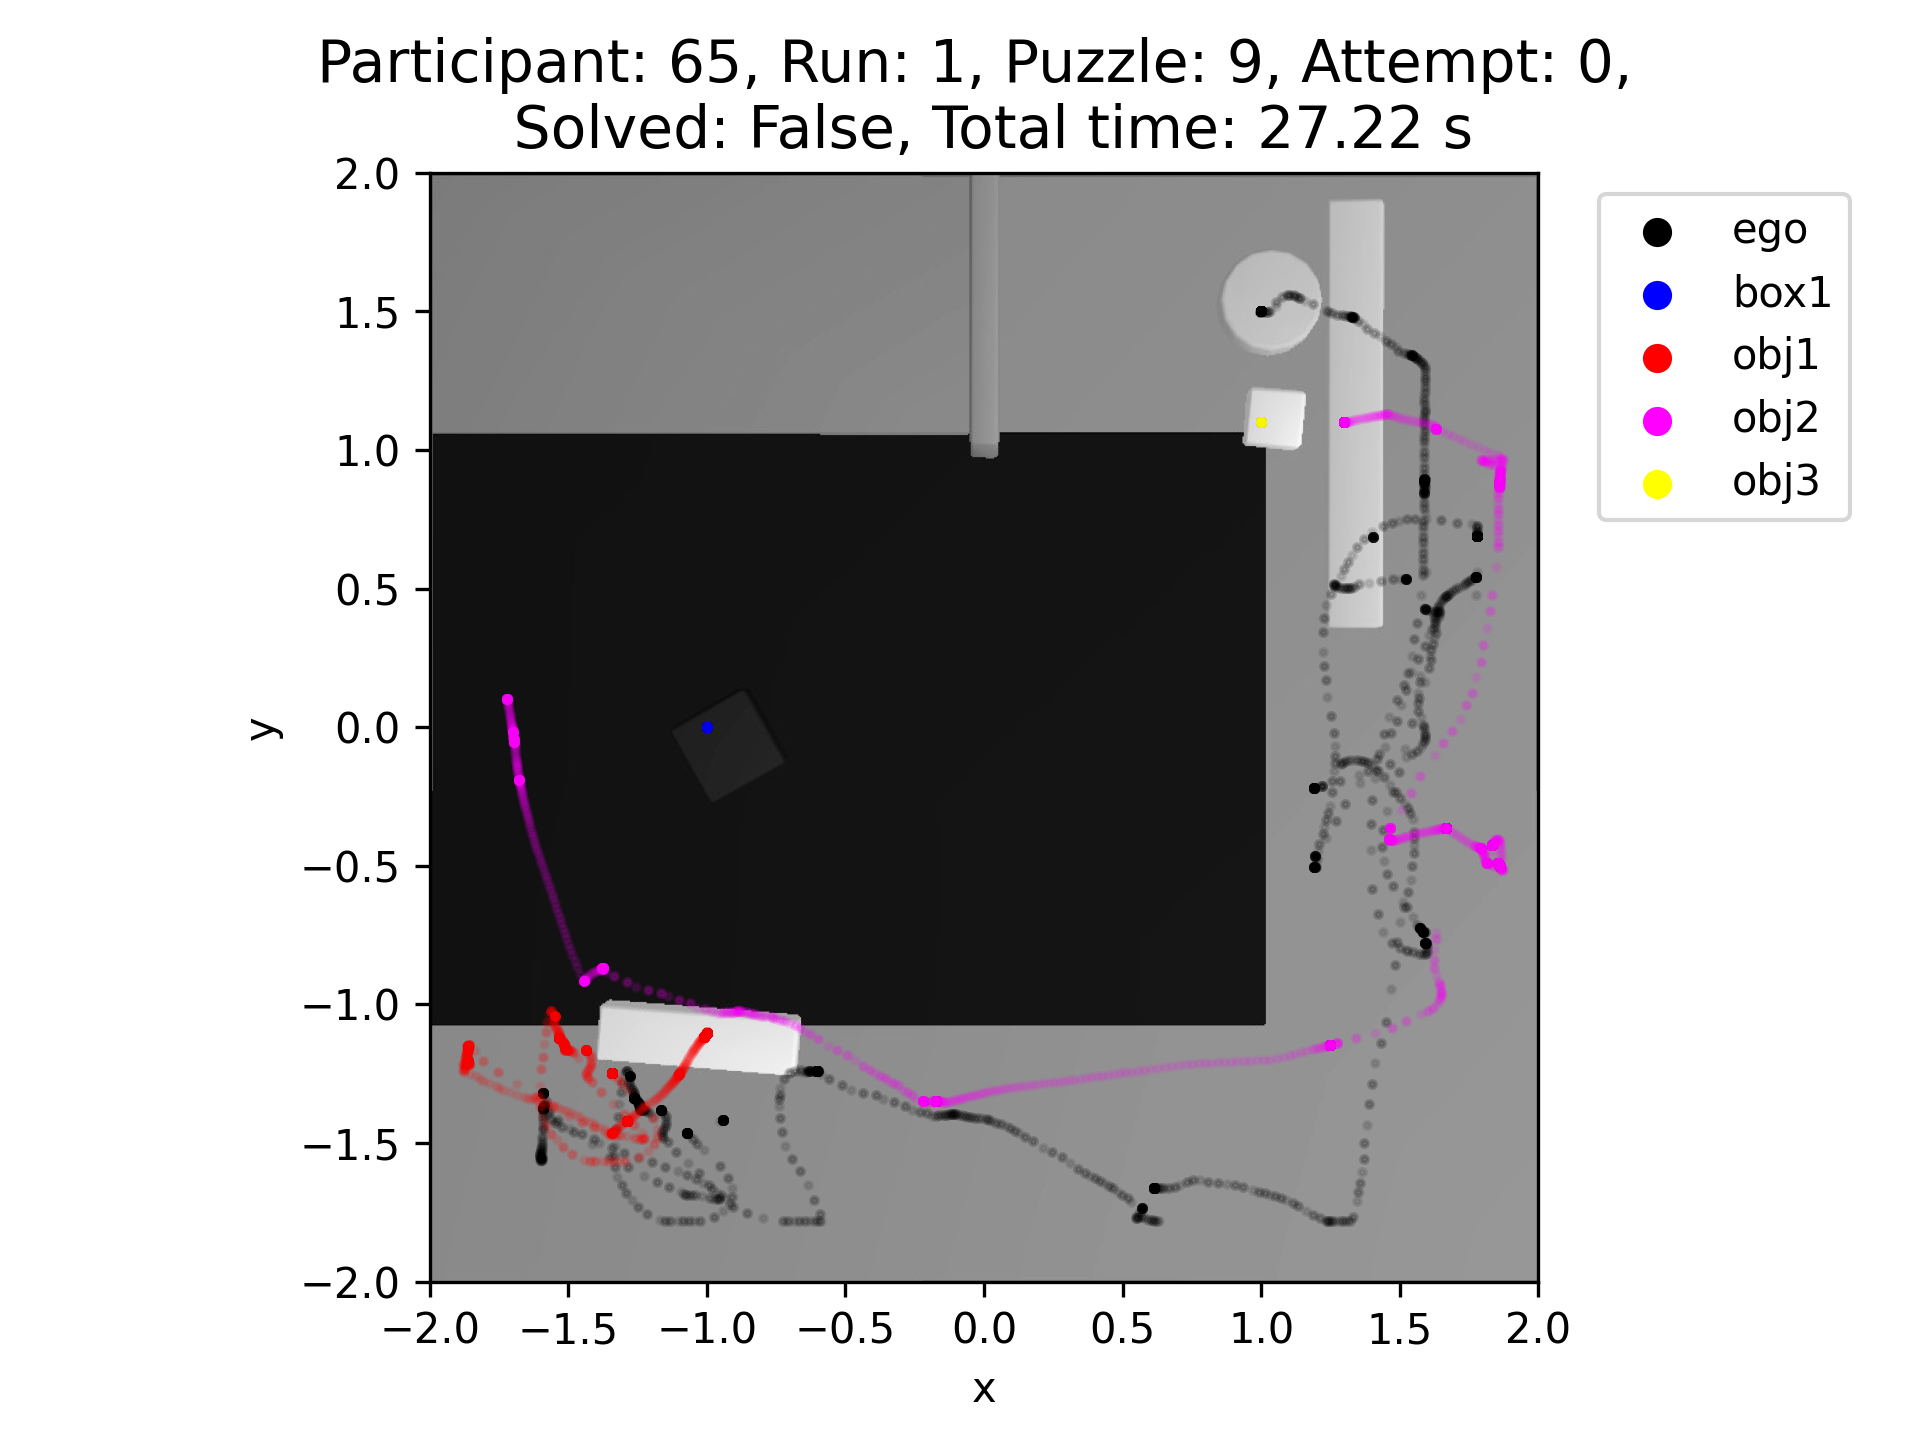 Participant: 65, Run: 1, Puzzle: 9, Attempt: 0,
Solved: False, Total time: 27.22 s
2.0
1.5
1.0
0.5
0.0
−0.5
−1.0
−1.5
−2.0
y
−2.0 −1.5 −1.0 −0.5 0.0 0.5 1.0 1.5 2.0
x
ego
box1
obj1
obj2
obj3